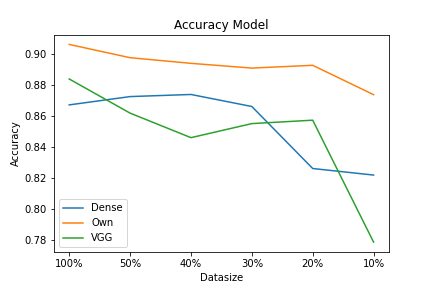 Accuracy Model
Accuracy
0.90
0.88
0.86
0.84
0.82
0.80
0.78
Dense
Own
VGG
100% 50% 40% 30% 20% 10%
Datasize